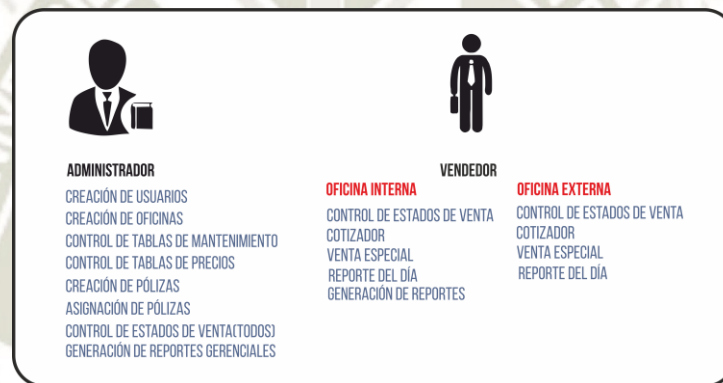 ADMINISTRADOR
CREACIÓN DE USUARIOS
CREACIÓN DE OFICINAS
CONTROL DE TABLAS DE MANTENIMIENTO
CONTROL DE TABLAS DE PRECIOS
CREACIÓN DE PÓLIZAS
ASIGNACIÓN DE PÓLIZAS
CONTROL DE ESTADOS DE VENTA(TODOS)
GENERACIÓN DE REPORTES GERENCIALES
VENDEDOR
OFICINA INTERNA
CONTROL DE ESTADOS DE VENTA
COTIZADOR
VENTA ESPECIAL
REPORTE DEL DÍA
GENERACIÓN DE REPORTES
OFICINA EXTERNA
CONTROL DE ESTADOS DE VENTA
COTIZADOR
VENTA ESPECIAL
REPORTE DEL DÍA